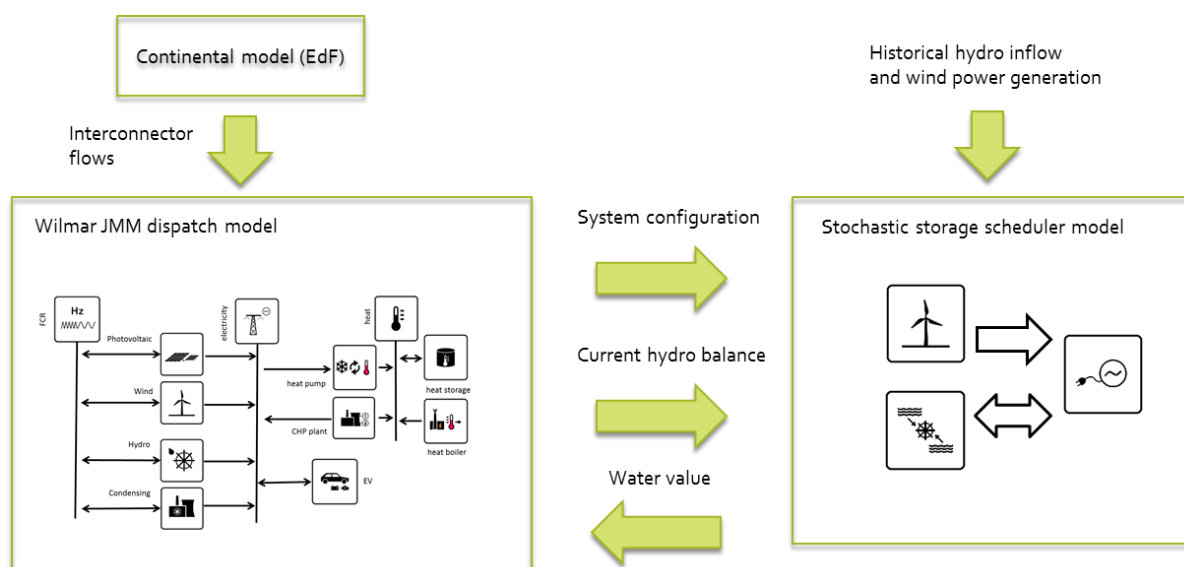 Continental model (EdF)
Historical hydro inflow
and wind power generation
Interconnector
flows
Wilmar JMM dispatch model
System configuration
Stochastic storage scheduler model
FCR
Hz
electricity
heat
Photovoltaic
heat pump
heat storage
Wind
CHP plant
heat boiler
Hydro
EV
Condensing
Current hydro balance
Water value